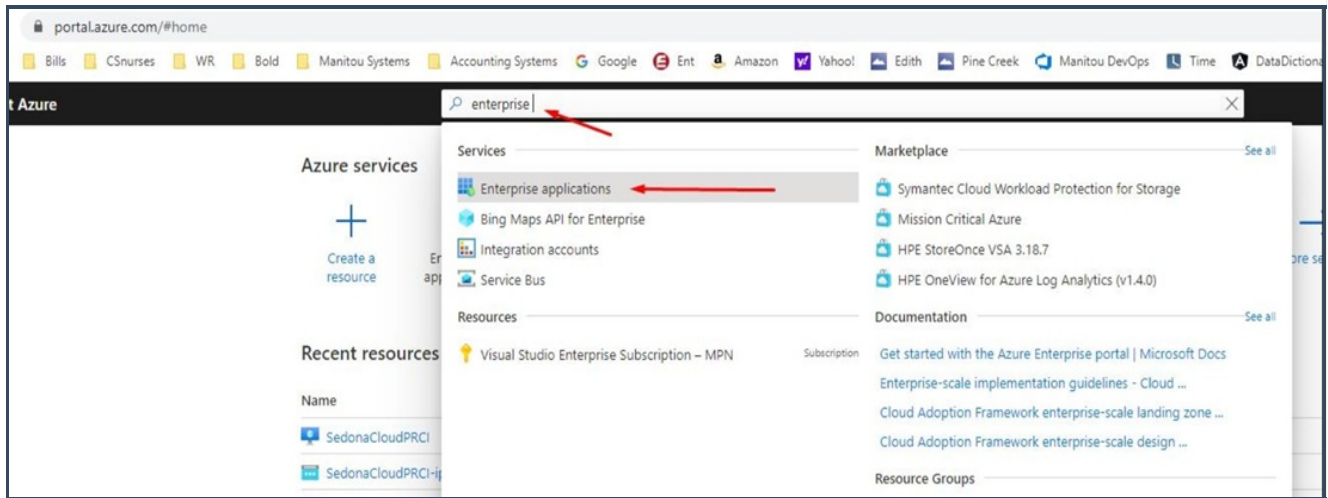 portal.azure.com/#home
Bills CSnurses WR Bold Manitou Systems Accounting Systems Google Ent Amazon Yahoo! Edith Pine Creek Manitou DevOps Time DataDictiona
t Azure
enterprise
Azure services
Create a
resource
Er
app
Services
Enterprise applications
Bing Maps API for Enterprise
Integration accounts
Service Bus
Resources
Visual Studio Enterprise Subscription – MPN Subscription
Marketplace See all
Symantec Cloud Workload Protection for Storage
Mission Critical Azure
HPE StoreOnce VSA 3.18.7
HPE OneView for Azure Log Analytics (v1.4.0)
Documentation See all
Get started with the Azure Enterprise portal | Microsoft Docs
Enterprise-scale implementation guidelines - Cloud ...
Cloud Adoption Framework enterprise-scale landing zone ...
Cloud Adoption Framework enterprise-scale design ...
Resource Groups
ore se
Recent resources
Name
SedonaCloudPRCI
SedonaCloudPRCI-ip